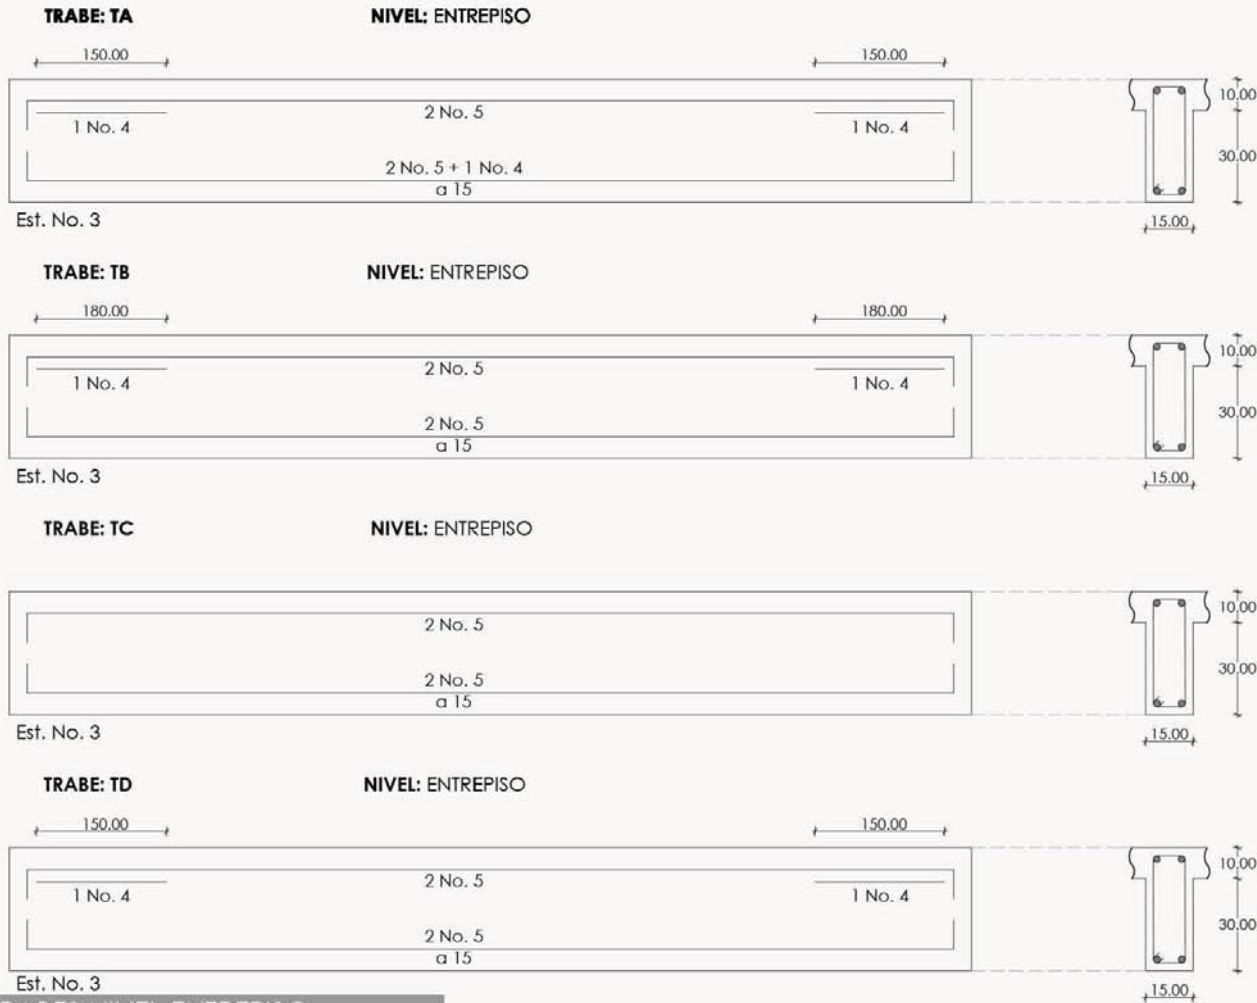 TRABE: TA NIVEL: ENTREPISO
150.00 150.00
2 No. 5
1 No. 4 1 No. 4
10.00
2 No. 5 + 1 No. 4
30.00
a 15
Est. No. 3
15.00
TRABE: TB NIVEL: ENTREPISO
180.00 180.00
2 No. 5
1 No. 4 1 No. 4
10.00
2 No. 5
30.00
a 15
Est. No. 3
15.00
TRABE: TC NIVEL: ENTREPISO
10.00
2 No. 5
30.00
2 No. 5
a 15
Est. No. 3
15.00
TRABE: TD NIVEL: ENTREPISO
150.00 150.00
2 No. 5
1 No. 4 1 No. 4
10.00
2 No. 5
30.00
a 15
Est. No. 3
15.00